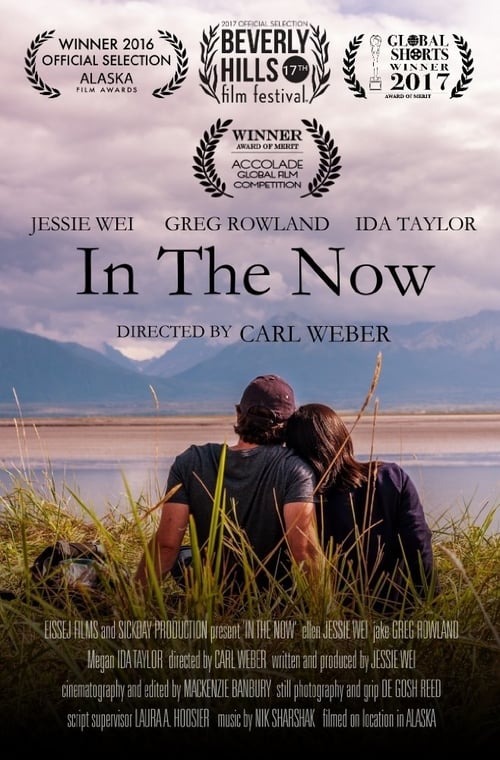 WINNER 2016
OFFICIAL SELECTION
ALASKA
FILM AWARDS
2017 OFFICIAL SELECTION
BEVERLY
HILLS 17TH
film festival
GLOBAL
SHORTS
WINNER
2017
AWARD OF MERIT
WINNER
AWARD OF MERIT
ACCOLADE
GLOBAL FILM
COMPETITION
JESSIE WEI GREG ROWLAND IDA TAYLOR
In The Now
DIRECTED BY CARL WEBER
EISSEJ FILMS and SICKDAY PRODUCTION present 'IN THE NOW' ellen JESSIE WEI jake GREG ROWLAND
Megan IDA TAYLOR directed by CARL WEBER written and produced by JESSIE WEI
cinematography and edited by MACKENZIE BANBURY still photography and grip DE GOSH REED
script supervisor LAURA A. HOOSIER music by NIK SHARSHAK filmed on location in ALASKA